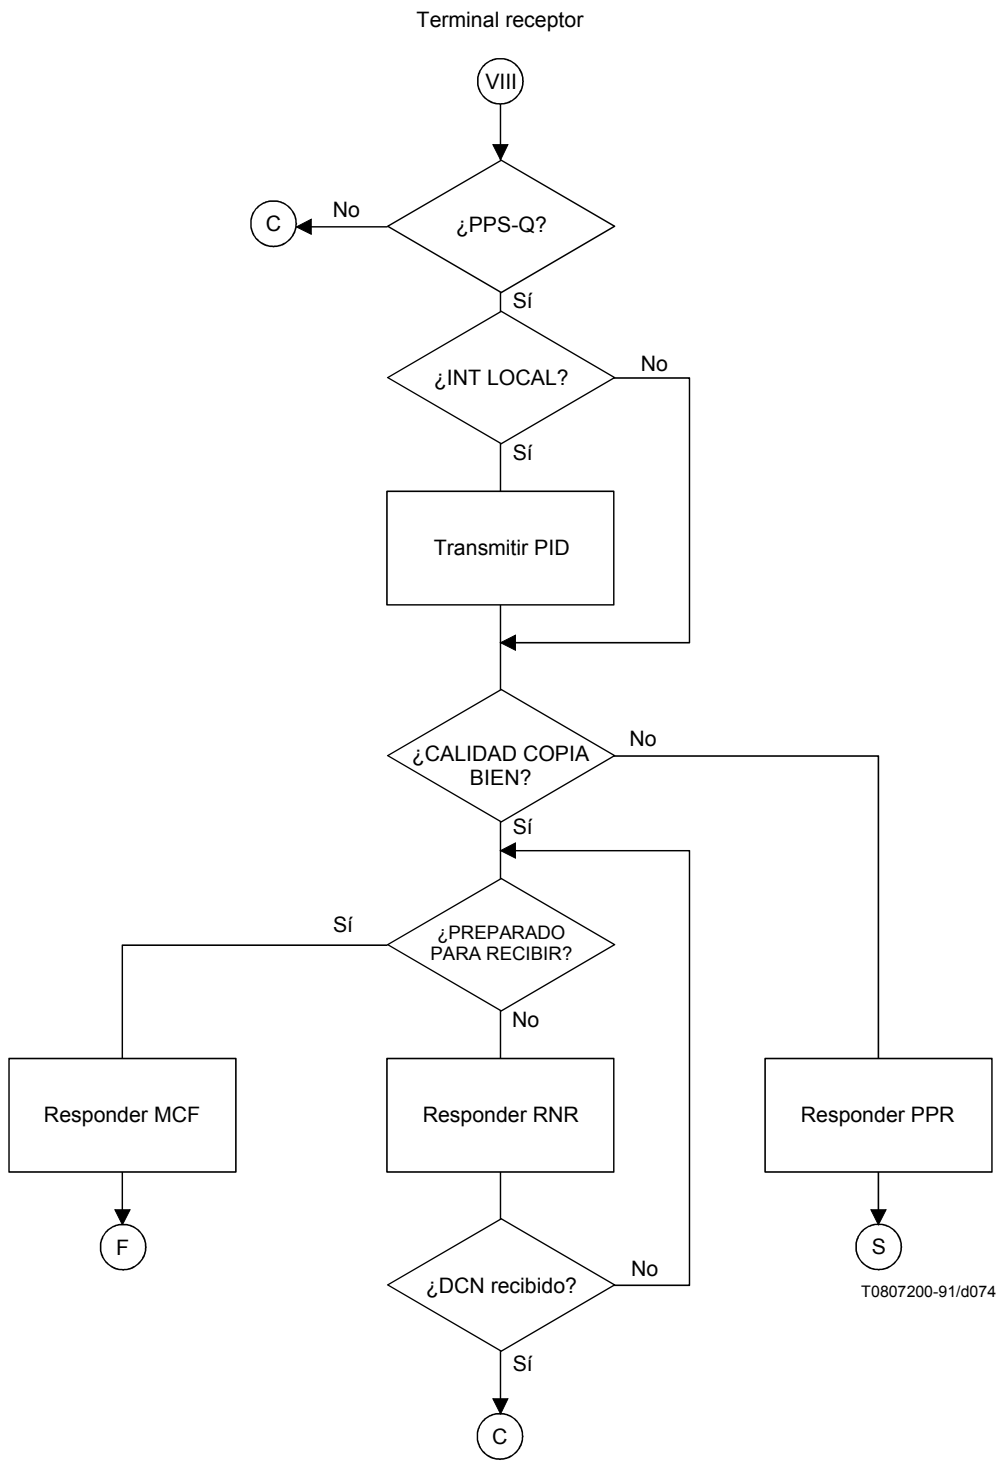 Terminal receptor
VIII
C
No
¿PPS-Q?
Sí
¿INT LOCAL?
No
Sí
Transmitir PID
¿CALIDAD COPIA
BIEN?
No
Sí
Sí
¿PREPARADO
PARA RECIBIR?
No
Responder MCF
Responder RNR
Responder PPR
F
¿DCN recibido?
No
S
T0807200-91/d074
Sí
C